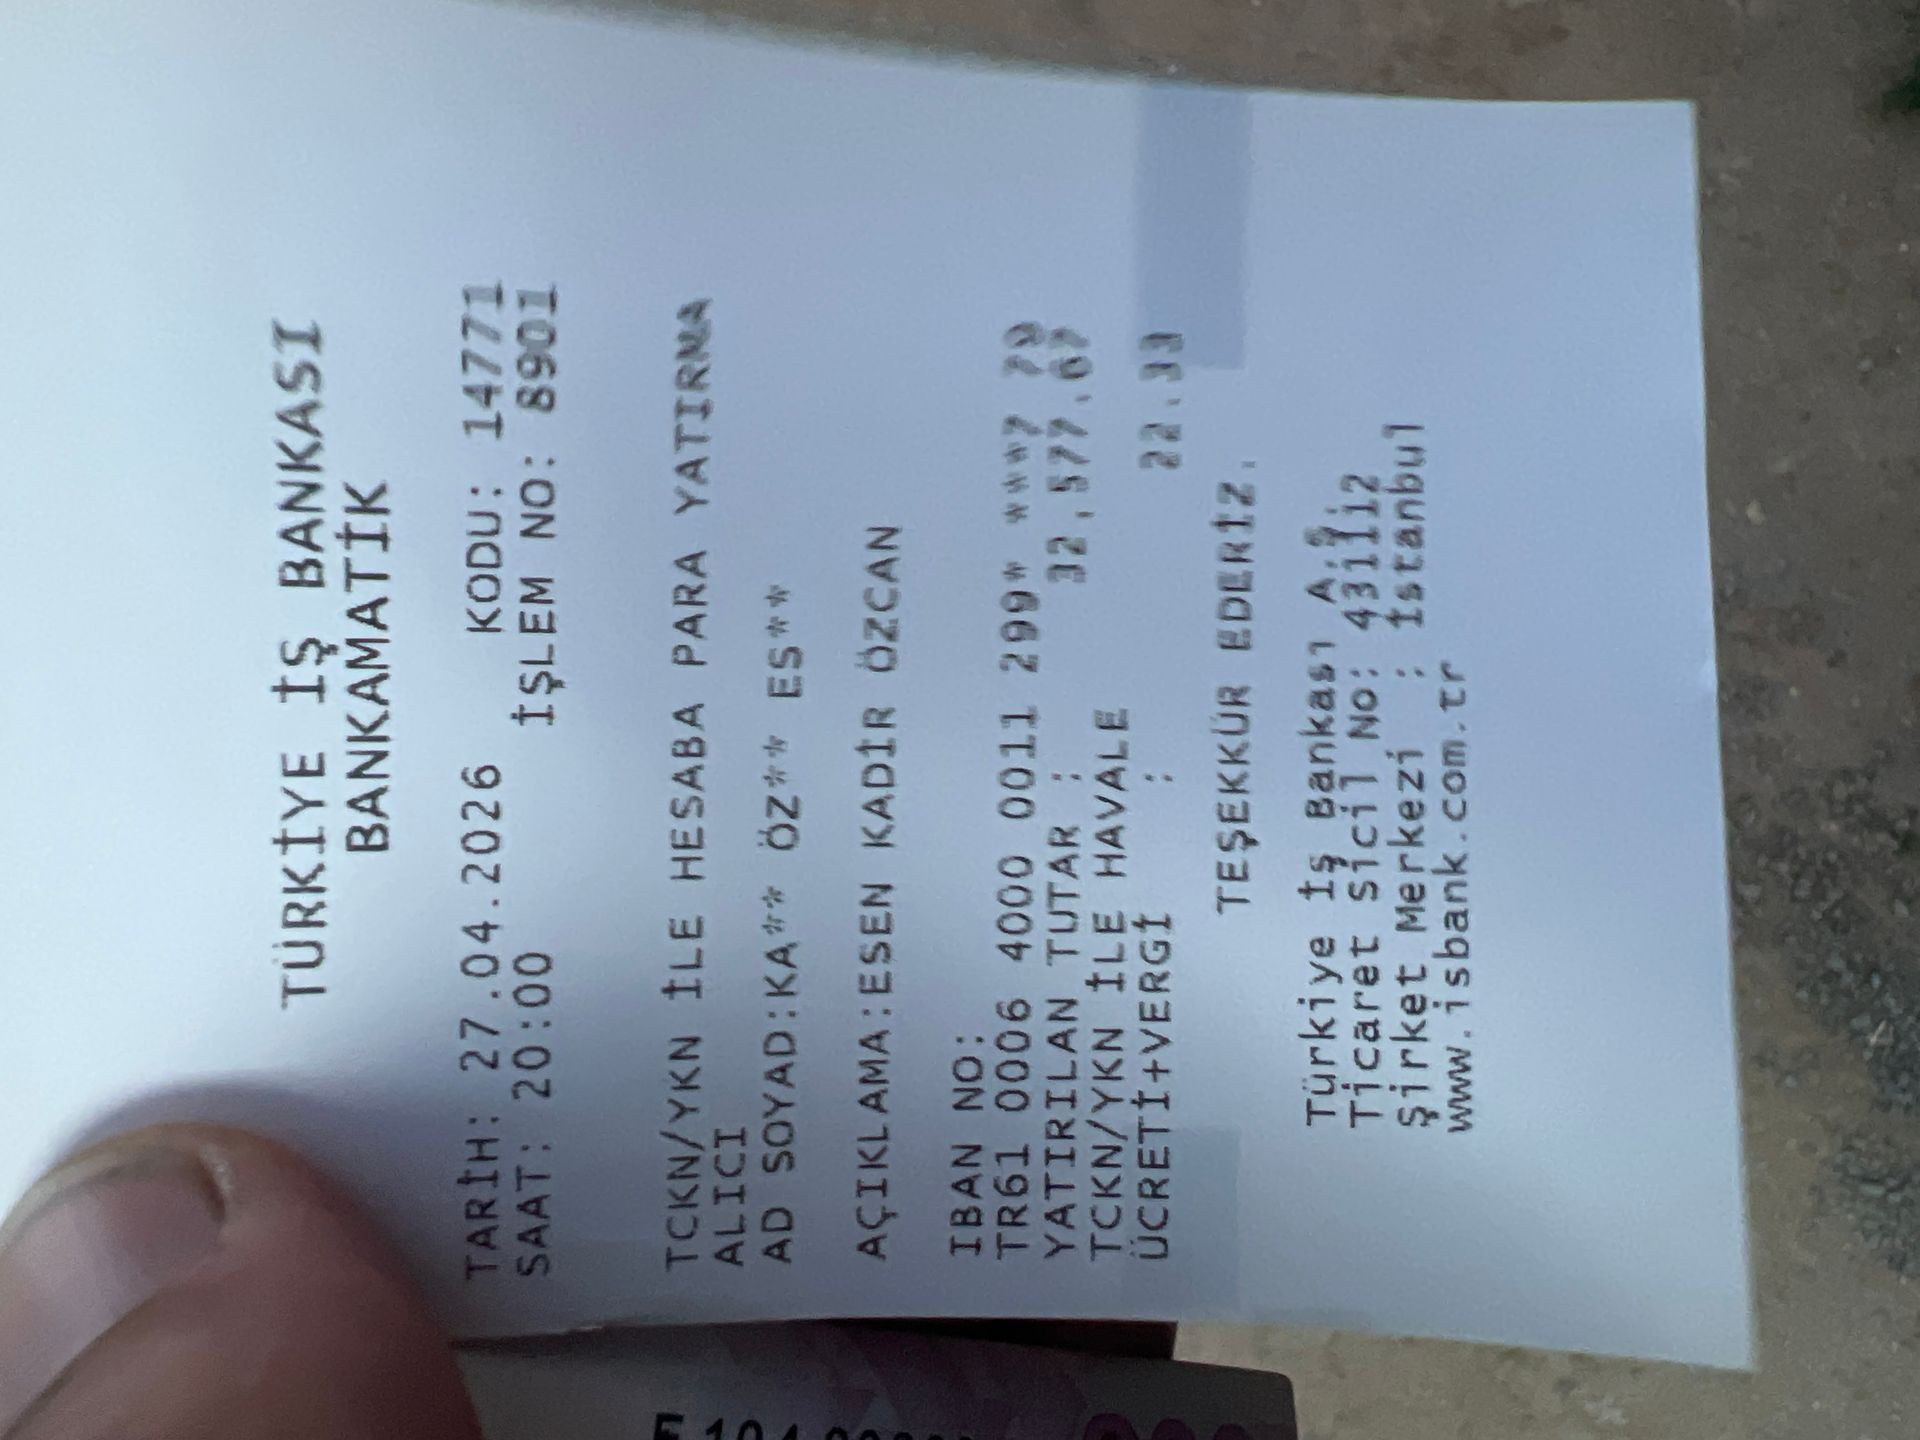 TÜRKİYE İŞ BANKASI
BANKAMATİK
TARİH: 27.04.2026 KODU: 14771
SAAT: 20:00 İŞLEM NO: 8901
TCKN/YKN İLE HESABA PARA YATIRMA
ALICI
AD SOYAD:KA** ÖZ** ES**
AÇIKLAMA:ESEN KADİR ÖZCAN
IBAN NO:
TR61 0006 4000 0011 299*
YATIRILAN TUTAR :
TCKN/YKN İLE HAVALE
ÜCRETİ+VERGİ :
TEŞEKKÜR EDERİZ.
Türkiye İş Bankası A.Ş.
Ticaret Sicil No:
Şirket Merkezi : İstanbul
www.isbank.com.tr